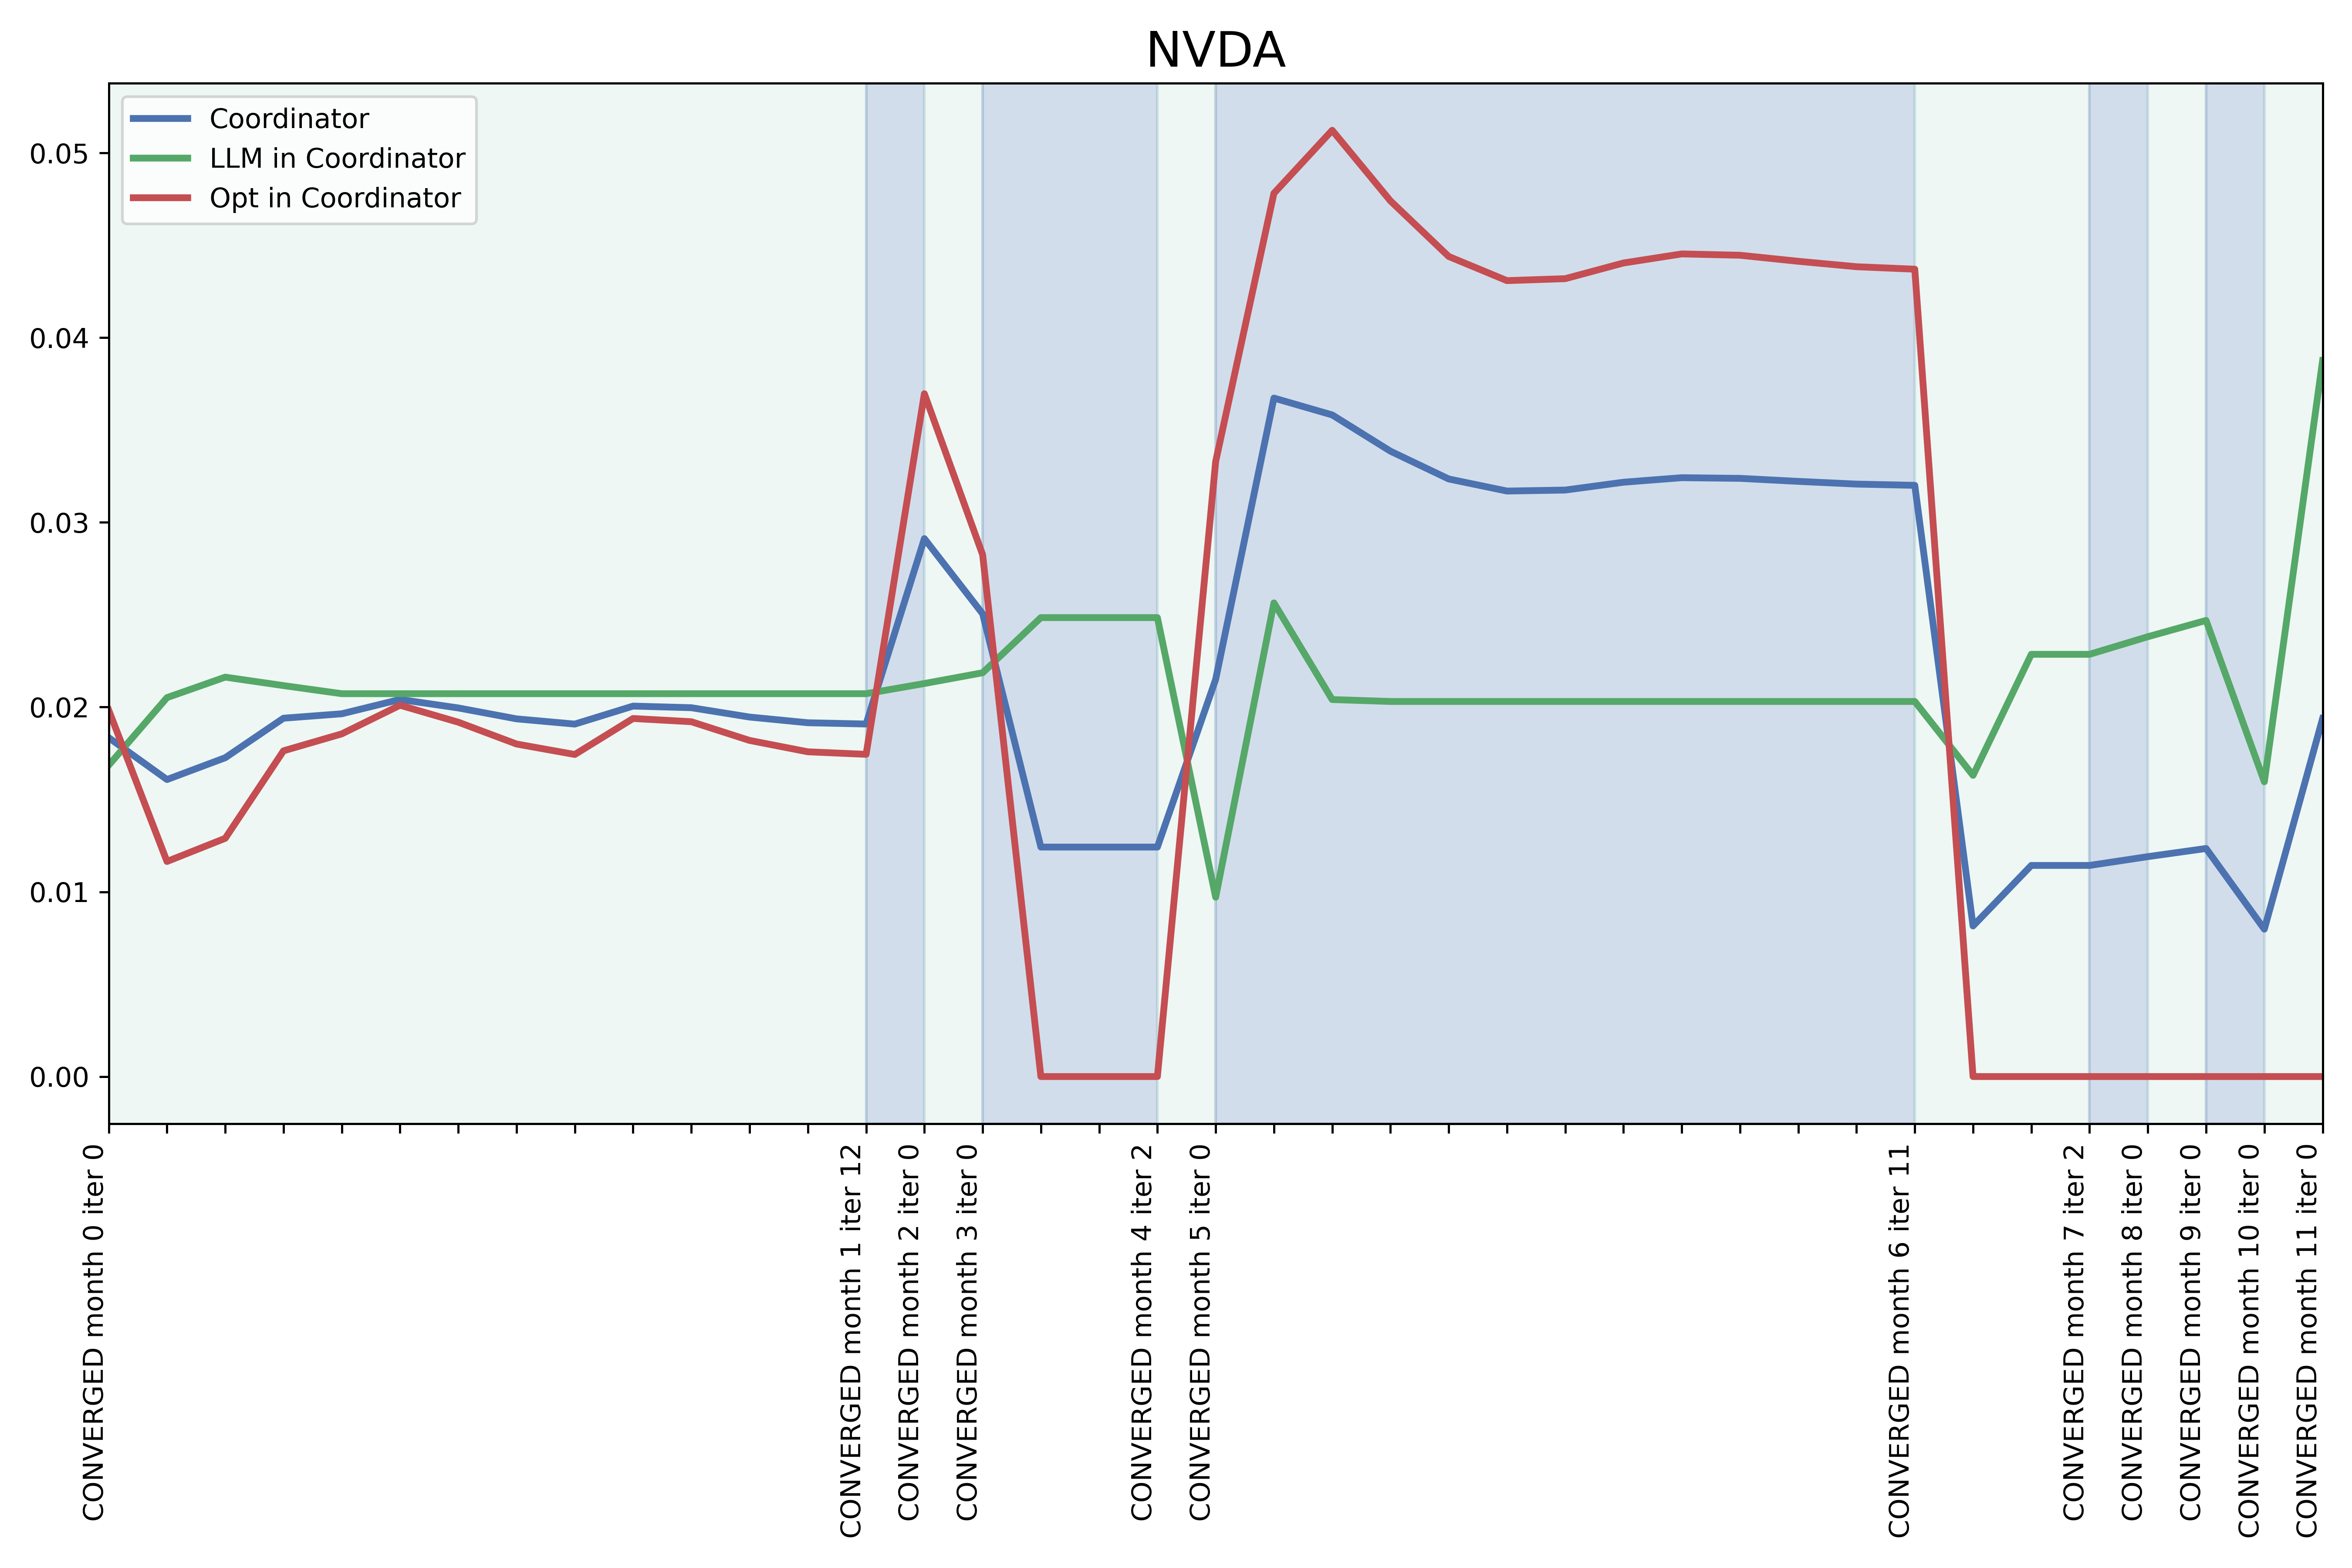 NVDA
Coordinator
LLM in Coordinator
Opt in Coordinator
0.05
0.04
0.03
0.02
0.01
0.00
CONVERGED month 0 iter 0
CONVERGED month 1 iter 12
CONVERGED month 2 iter 0
CONVERGED month 3 iter 0
CONVERGED month 4 iter 2
CONVERGED month 5 iter 0
CONVERGED month 6 iter 11
CONVERGED month 7 iter 2
CONVERGED month 8 iter 0
CONVERGED month 9 iter 0
CONVERGED month 10 iter 0
CONVERGED month 11 iter 0